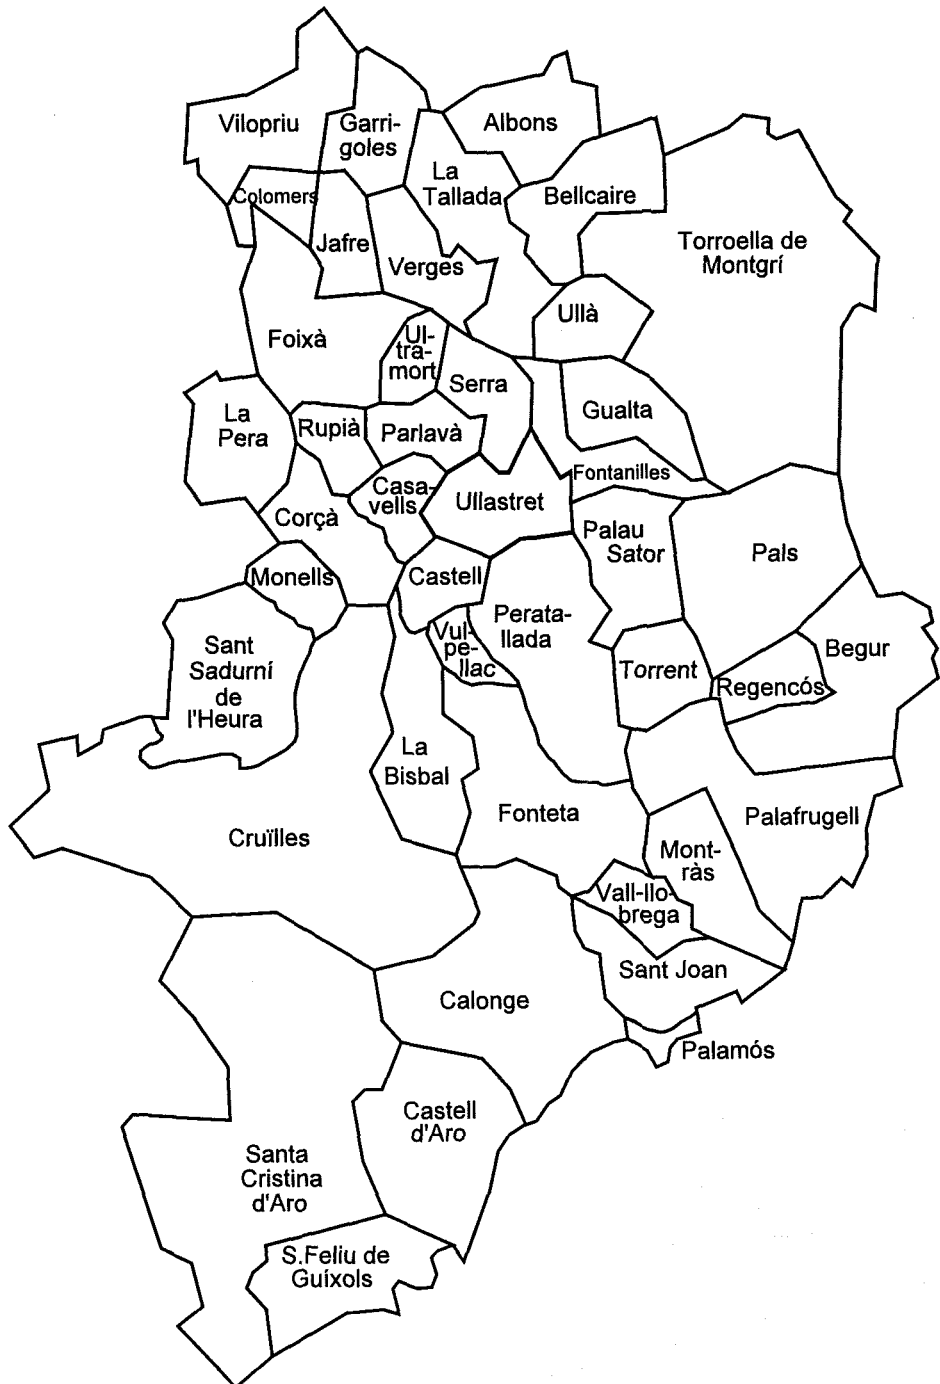 Vilopriu
Garri-
goles
Albons
La
Tallada
Colomers
Bellcaire
Jafre
Verges
Torroella de
Montgrí
Ullà
Foixà
Ul-
tra-
mort
Serra
Gualta
La
Pera
Rupià
Parlavà
Fontanilles
Casa-
vells
Ullastret
Corçà
Palau
Sator
Pals
Monells
Castell
Perata-
llada
Vul-
pe-
llac
Sant
Sadurní
de
l'Heura
Torrent
Regencós
Begur
La
Bisbal
Fonteta
Palafrugell
Cruïlles
Mont-
ràs
Vall-llo-
brega
Sant Joan
Calonge
Palamós
Castell
d'Aro
Santa
Cristina
d'Aro
S.Feliu de
Guíxols